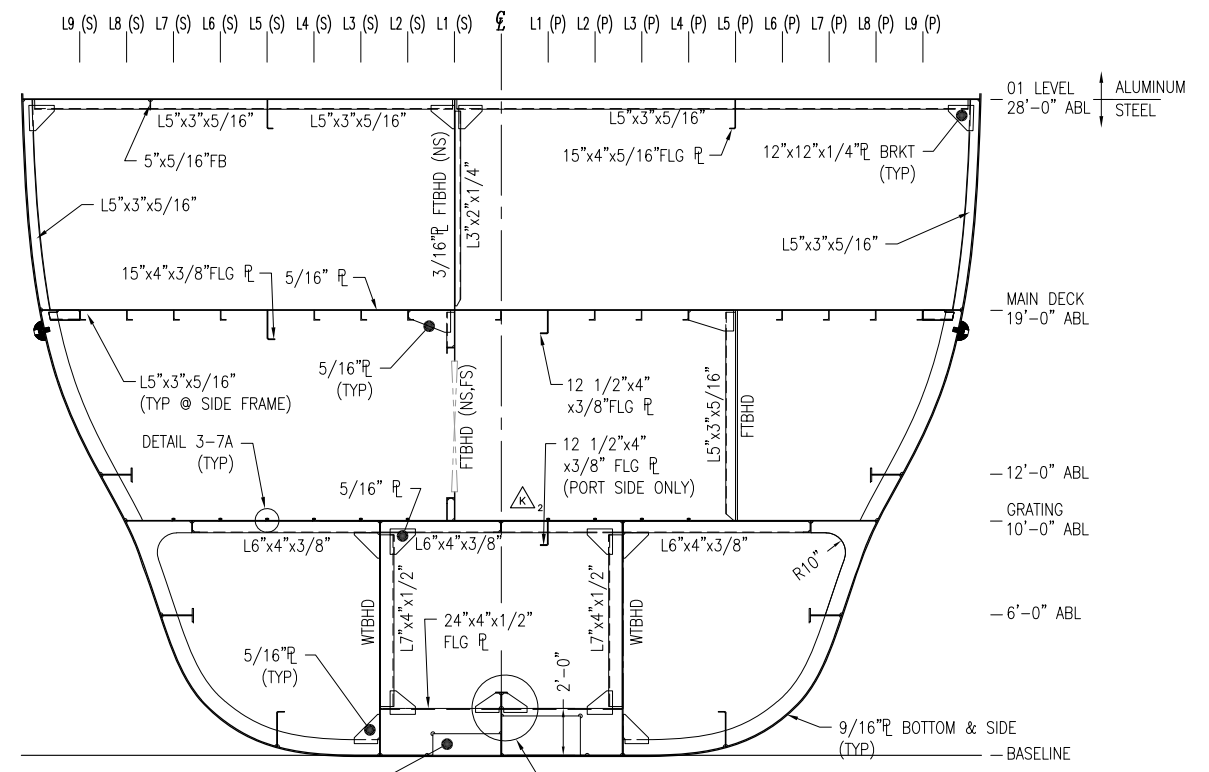 L9 (S) L8 (S) L7 (S) L6 (S) L5 (S) L4 (S) L3 (S) L2 (S) L1 (S) ℄ L1 (P) L2 (P) L3 (P) L4 (P) L5 (P) L6 (P) L7 (P) L8 (P) L9 (P)
01 LEVEL
28'-0" ABL
ALUMINUM
STEEL
L5"x3"x5/16"
L5"x3"x5/16"
L5"x3"x5/16"
5"x5/16"FB
15"x4"x5/16"FLG ℄
12"x12"x1/4"℄ BRKT
(TYP)
3/16"℄ FTBHD (NS)
L3"x2"x1/4"
L5"x3"x5/16"
L5"x3"x5/16"
15"x4"x3/8"FLG ℄
5/16" ℄
MAIN DECK
19'-0" ABL
L5"x3"x5/16"
(TYP @ SIDE FRAME)
5/16"℄
(TYP)
12 1/2"x4"
x3/8"FLG ℄
L5"x3"x5/16"
FTBHD
FTBHD (NS,FS)
DETAIL 3-7A
(TYP)
12 1/2"x4"
x3/8" FLG ℄
(PORT SIDE ONLY)
5/16" ℄
K
2
12'-0" ABL
GRATING
10'-0" ABL
L6"x4"x3/8"
L6"x4"x3/8"
L6"x4"x3/8"
R10"
WTBHD
L7"x4"x1/2"
L7"x4"x1/2"
WTBHD
24"x4"x1/2"
FLG ℄
6'-0" ABL
5/16"℄
(TYP)
2'-0"
9/16"℄ BOTTOM & SIDE
(TYP)
BASELINE